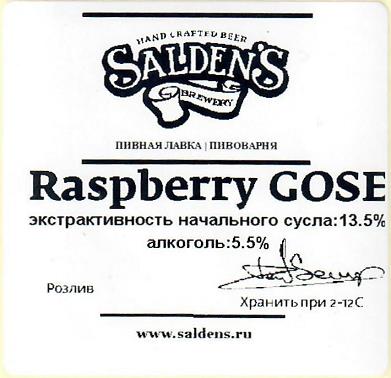 HAND CRAFTED BEER
SALDEN'S
BREWERY
ПИВНАЯ ЛАВКА | ПИВОВАРНЯ
Raspberry GOSE
экстрактивность начального сусла:13.5%
алкоголь:5.5%
Розлив
Хранить при 2-12С
www.saldens.ru